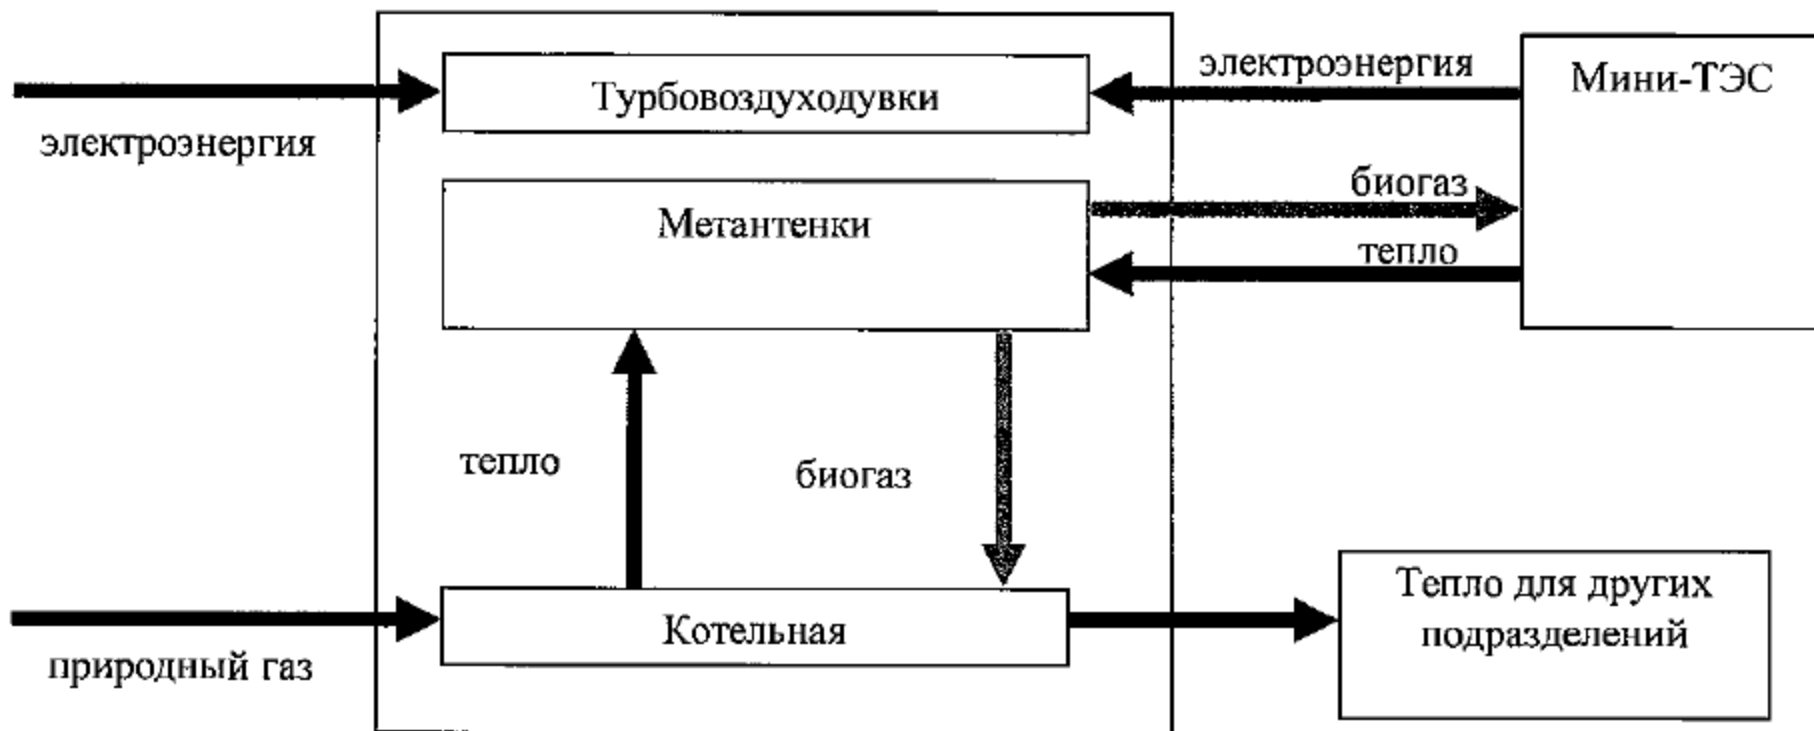 электроэнергия
Мини-ТЭС
Турбовоздуходувки
электроэнергия
биогаз
Метантенки
тепло
тепло
биогаз
Тепло для других
подразделений
Котельная
природный газ